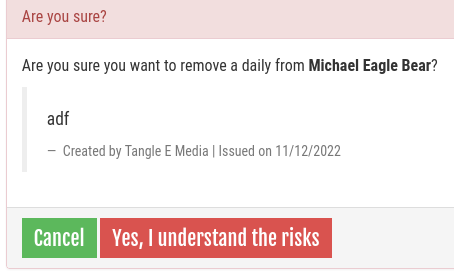 Are you sure?
Are you sure you want to remove a daily from Michael Eagle Bear?
adf
— Created by Tangle E Media | Issued on 11/12/2022
Cancel
Yes, I understand the risks